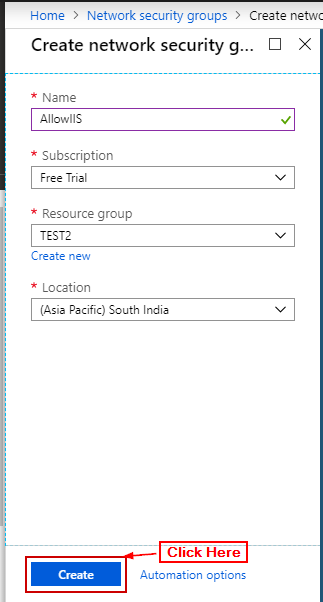 Home > Network security groups > Create netwo
Create network security g...
* Name
AllowIIS
* Subscription
Free Trial
* Resource group
TEST2
Create new
* Location
(Asia Pacific) South India
Click Here
Create
Automation options